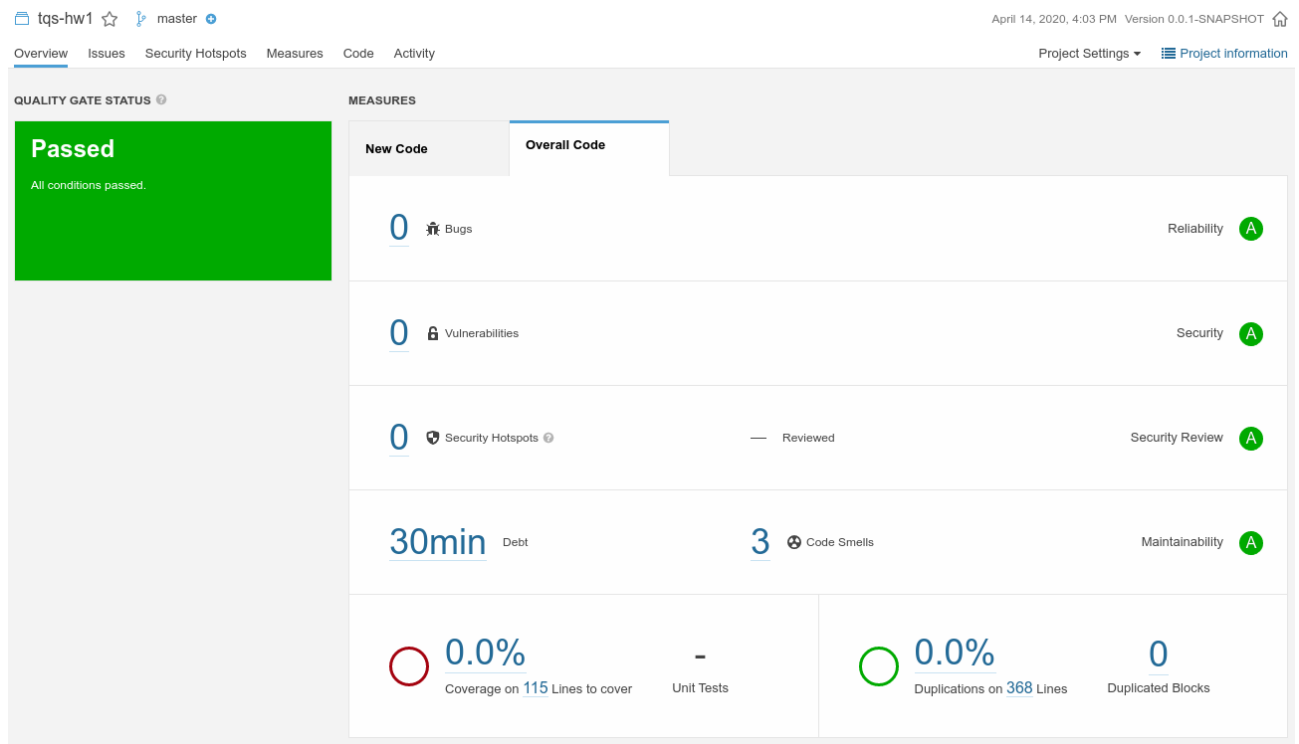 tqs-hw1 master April 14, 2020, 4:03 PM Version 0.0.1-SNAPSHOT
Overview Issues Security Hotspots Measures Code Activity Project Settings Project information
QUALITY GATE STATUS ?
Passed
All conditions passed.
MEASURES
New Code Overall Code
0 Bugs Reliability A
0 Vulnerabilities Security A
0 Security Hotspots ? — Reviewed Security Review A
30min Debt 3 Code Smells Maintainability A
0.0% -
Coverage on 115 Lines to cover Unit Tests
0.0% 0
Duplications on 368 Lines Duplicated Blocks